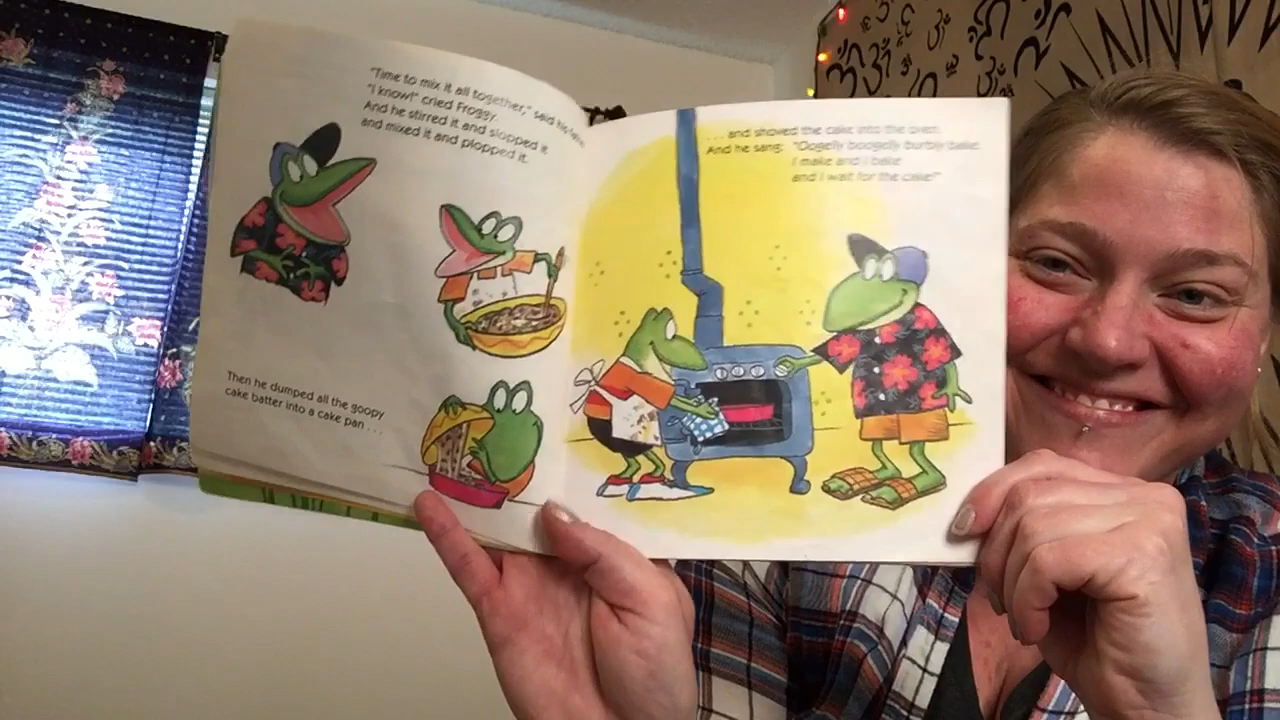 "Time to mix it all together," said his father.
"I know!" cried Froggy.
And he stirred it and slopped it
and mixed it and plopped it.
Then he dumped all the goopy
cake batter into a cake pan . . .
. . . and shoved the cake into the oven.
And he sang: "Oogelly boogelly burbly bake.
I make and I bake
and I wait for the cake!"